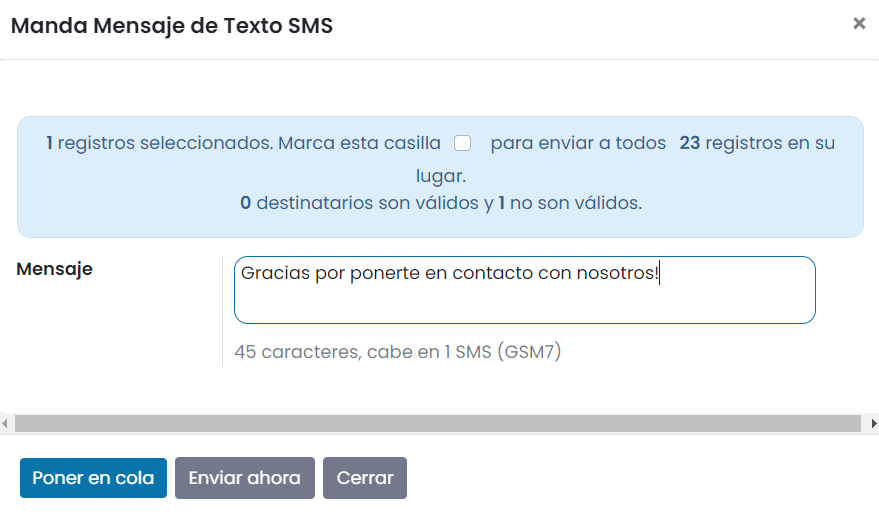 Manda Mensaje de Texto SMS
×
1 registros seleccionados. Marca esta casilla para enviar a todos 23 registros en su
lugar.
0 destinatarios son válidos y 1 no son válidos.
Mensaje
Gracias por ponerte en contacto con nosotros!
45 caracteres, cabe en 1 SMS (GSM7)
Poner en cola Enviar ahora Cerrar